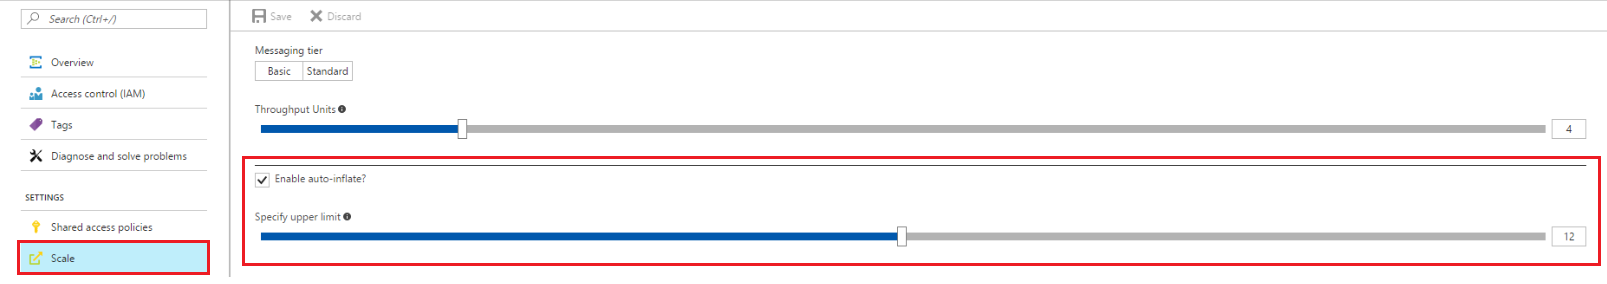 Search (Ctrl+/)
Overview
Access control (IAM)
Tags
Diagnose and solve problems
SETTINGS
Shared access policies
Scale
Save Discard
Messaging tier
Basic Standard
Throughput Units
4
Enable auto-inflate?
Specify upper limit
12